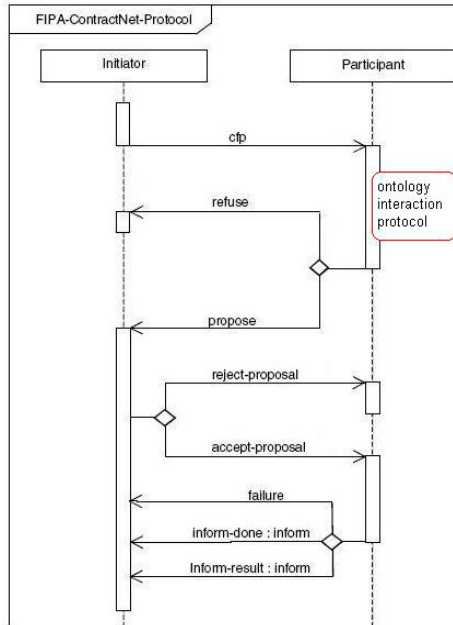 FIPA-ContractNet-Protocol
Initiator
Participant
cfp
ontology
interaction
protocol
refuse
propose
reject-proposal
accept-proposal
failure
inform-done : inform
Inform-result : inform